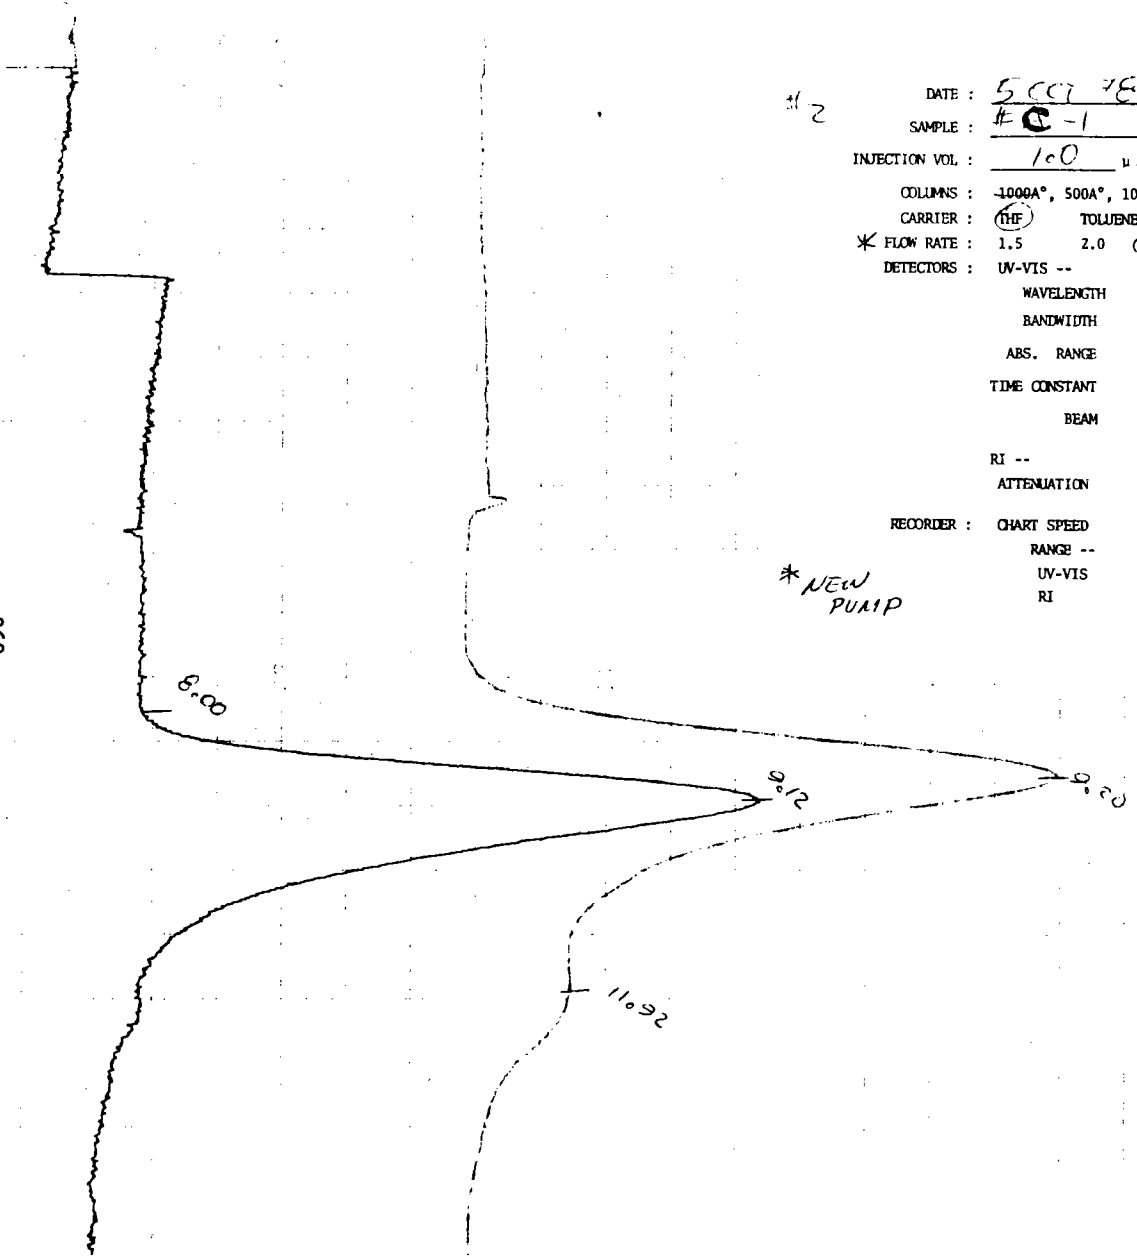 #2
DATE : 5 OCT
SAMPLE : # C -1
INJECTION VOL : 1.0 μ
COLUMNS : 1000A°, 500A°, 10
CARRIER : THF TOLUENE
* FLOW RATE : 1.5 2.0 (
DETECTORS : UV-VIS --
WAVELENGTH
BANDWIDTH
ABS. RANGE
TIME CONSTANT
BEAM
RI --
ATTENUATION
RECORDER : CHART SPEED
RANGE --
UV-VIS
RI
* NEW
PUMP
8.00
9.12
9.20
11.92